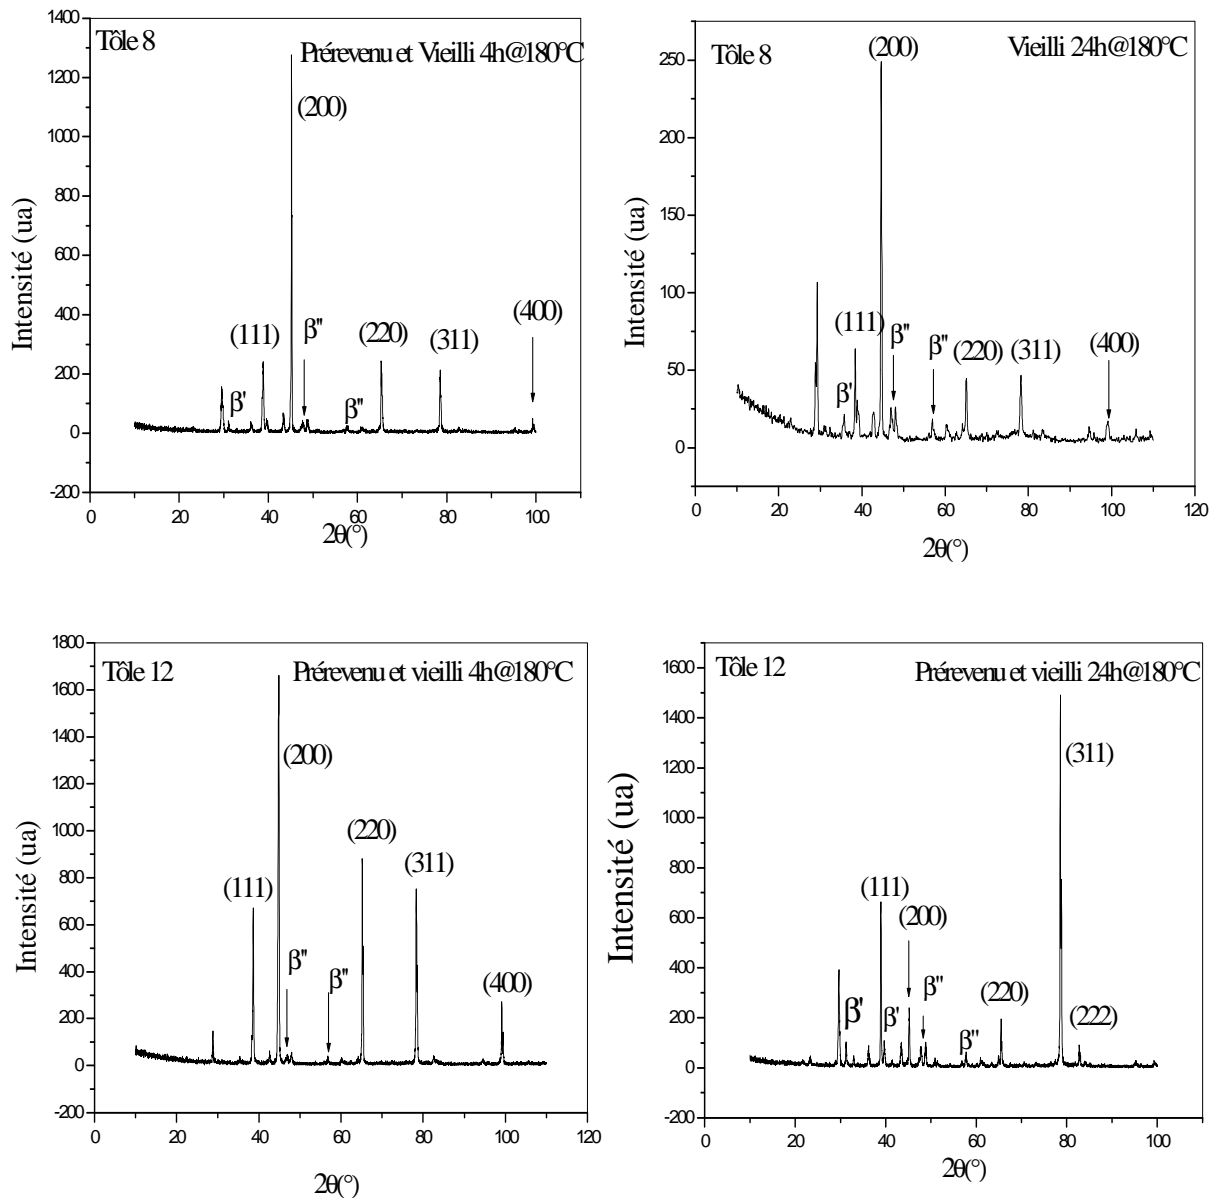 Tôle 8
Prérevenu et Vieilli 4h@180°C
(200)
(111)
β"
(220)
(311)
(400)
β'
β"
Intensité (ua)
1400
1200
1000
800
600
400
200
0
-200
0 20 40 60 80 100
2θ(°)
Tôle 8
(200)
Vieilli 24h@180°C
(111)
β"
β"
(220)
(311)
(400)
β'
Intensité (ua)
250
200
150
100
50
0
0 20 40 60 80 100 120
2θ(°)
Tôle 12
Prérevenu et vieilli 4h@180°C
(200)
(220)
(311)
(111)
β"
β"
(400)
Intensité (ua)
1800
1600
1400
1200
1000
800
600
400
200
0
-200
0 20 40 60 80 100 120
2θ(°)
Tôle 12
Prérevenu et vieilli 24h@180°C
(311)
(111)
(200)
β"
β'
β'
(220)
(222)
β"
Intensité (ua)
1600
1400
1200
1000
800
600
400
200
0
-200
0 20 40 60 80 100
2θ(°)